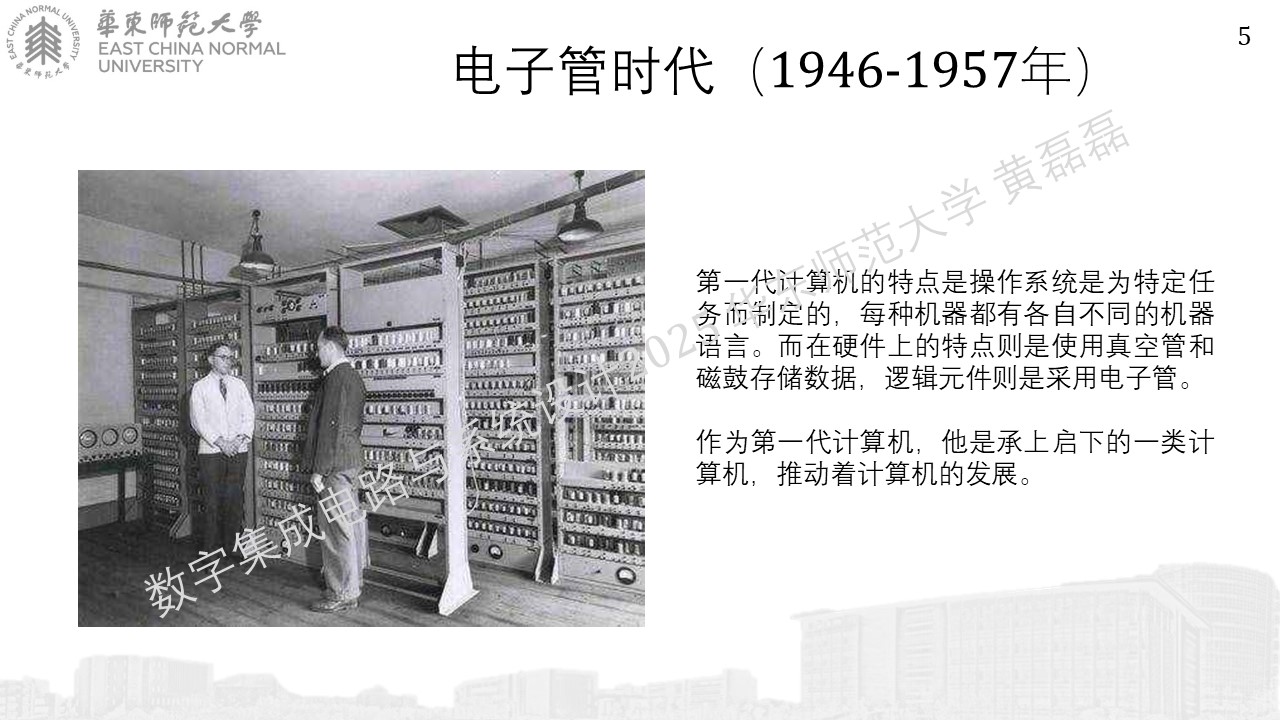 EAST CHINA NORMAL UNIVERSITY
華東師範大學
華東師範大學
EAST CHINA NORMAL
UNIVERSITY
5
电子管时代（1946-1957年）
第一代计算机的特点是操作系统是为特定任
务而制定的，每种机器都有各自不同的机器
语言。而在硬件上的特点则是使用真空管和
磁鼓存储数据，逻辑元件则是采用电子管。
作为第一代计算机，他是承上启下的一类计
算机，推动着计算机的发展。
数字集成电路与系统设计2025 华东师范大学 黄磊磊